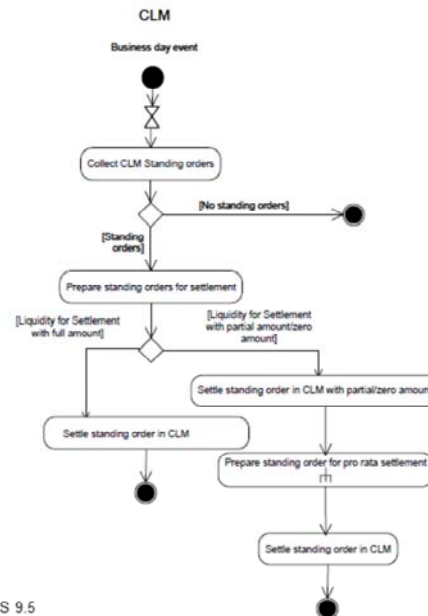 CLM
Business day event
Collect CLM Standing orders
[No standing orders]
[Standing
orders]
Prepare standing orders for settlement
[Liquidity for Settlement
with full amount]
[Liquidity for Settlement
with partial amount/zero
amount]
Settle standing order in CLM with partial/zero amount
Settle standing order in CLM
Prepare standing order for pro rata settlement
Settle standing order in CLM
S 9.5